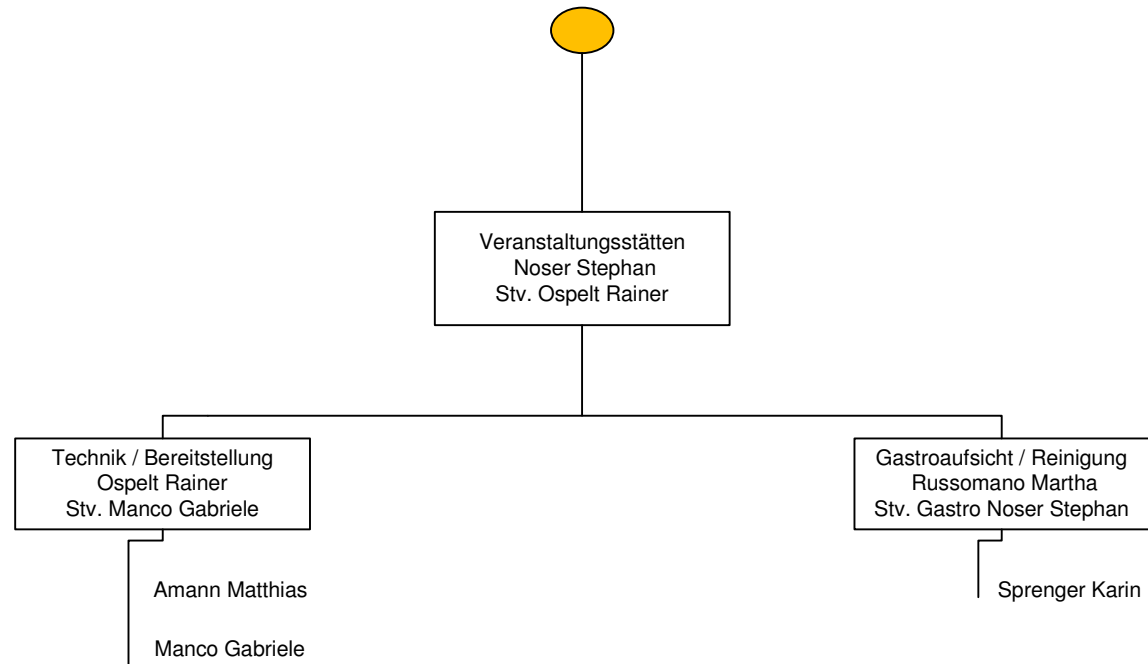 Veranstaltungsstätten
Noser Stephan
Stv. Ospelt Rainer
Technik / Bereitstellung
Ospelt Rainer
Stv. Manco Gabriele
Amann Matthias
Manco Gabriele
Gastroaufsicht / Reinigung
Russomano Martha
Stv. Gastro Noser Stephan
Sprenger Karin